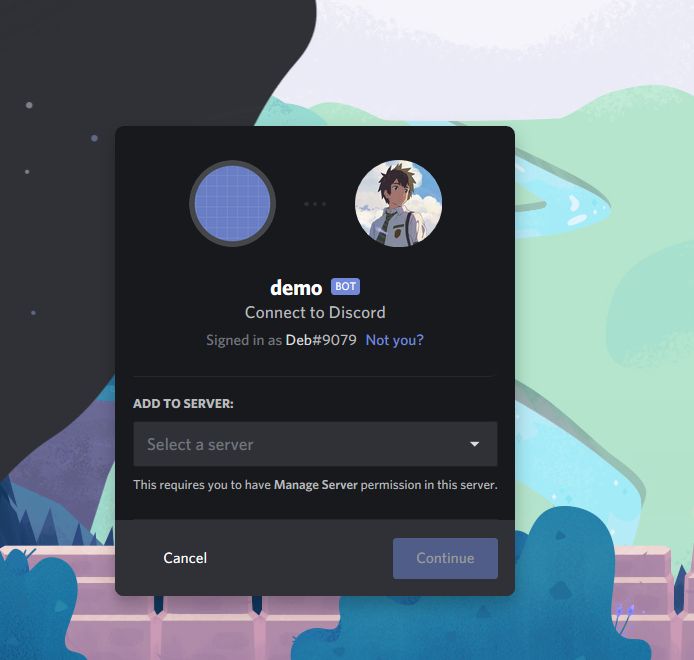 demo BOT
Connect to Discord
Signed in as Deb#9079 Not you?
ADD TO SERVER:
Select a server
This requires you to have Manage Server permission in this server.
Cancel Continue